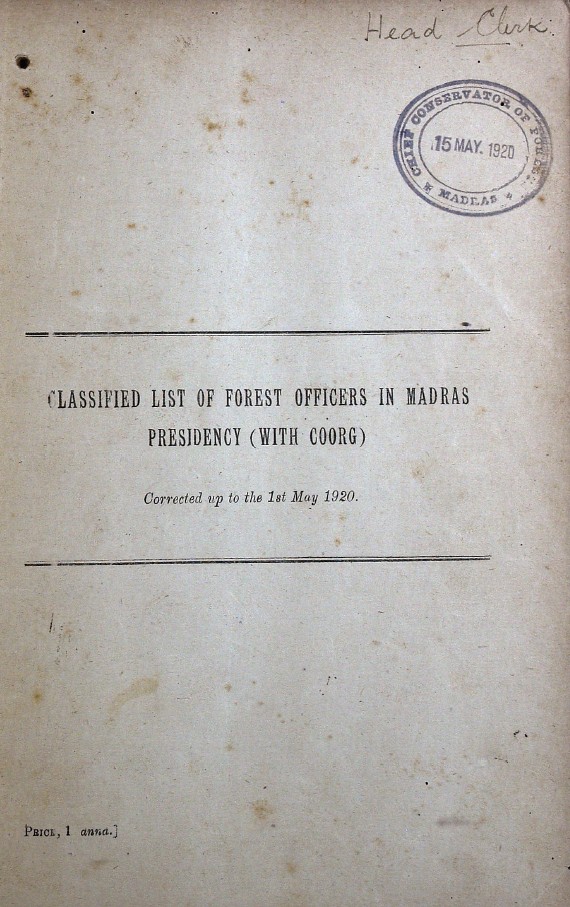 Head Clerk
CHIEF CONSERVATOR OF
15 MAY. 1920
MADRAS
CLASSIFIED LIST OF FOREST OFFICERS IN MADRAS
PRESIDENCY (WITH COORG)
Corrected up to the 1st May 1920.
PRICE, 1 anna.]